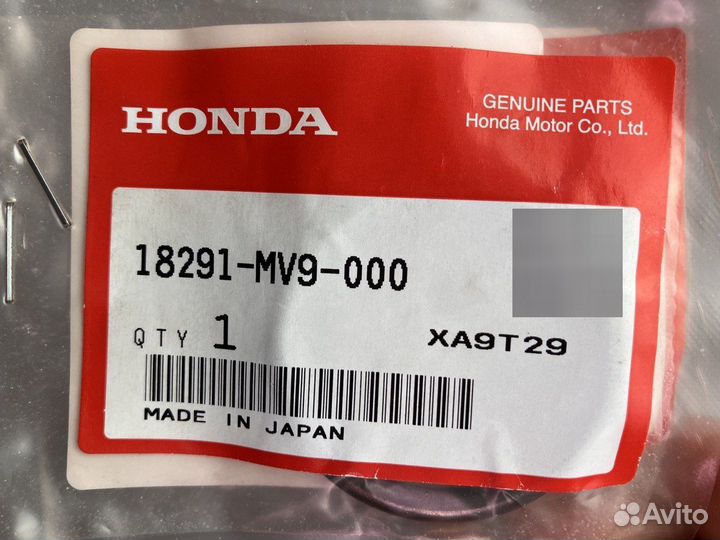 HONDA
GENUINE PARTS
Honda Motor Co., Ltd.
18291-MV9-000
QTY 1
XA9T29
MADE IN JAPAN
Avito